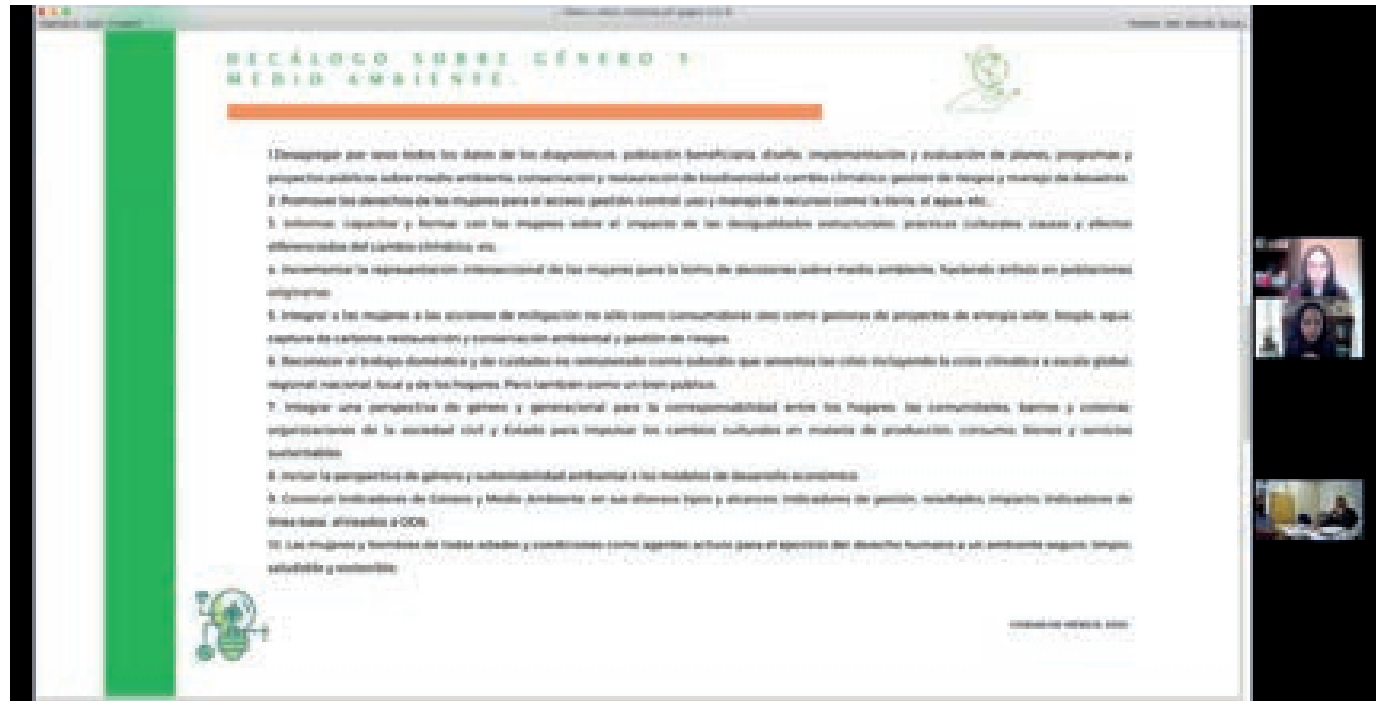 DECÁLOGO SOBRE GÉNERO Y
MEDIO AMBIENTE.
1.Desagregar por sexo todos los datos de los diagnósticos, población beneficiaria, diseño, implementación y evaluación de planes, programas y
proyectos públicos sobre medio ambiente, conservación y restauración de biodiversidad, cambio climático, gestión de riesgos y manejo de desastres.
2. Promover los derechos de las mujeres para el acceso, gestión, control, uso y manejo de recursos como la tierra, el agua, etc.
3. Informar, capacitar y formar con las mujeres sobre el impacto de las desigualdades estructurales, prácticas culturales, causas y efectos
diferenciados del cambio climático, etc.
4. Incrementar la representación interseccional de las mujeres para la toma de decisiones sobre medio ambiente, haciendo énfasis en poblaciones
originarias.
5. Integrar a las mujeres a las acciones de mitigación no sólo como consumidoras sino como gestoras de proyectos de energía solar, biogás, agua,
captura de carbono, restauración y conservación ambiental y gestión de riesgos.
6. Reconocer el trabajo doméstico y de cuidados no remunerado como subsidio que amortiza las crisis incluyendo la crisis climática a escala global,
regional, nacional, local y de los hogares. Pero también como un bien público.
7. Integrar una perspectiva de género y generacional para la corresponsabilidad entre los hogares, las comunidades, barrios y colonias,
organizaciones de la sociedad civil y Estado para impulsar los cambios culturales en materia de producción, consumo, bienes y servicios
sustentables.
8. Incluir la perspectiva de género y sustentabilidad ambiental a los modelos de desarrollo económico.
9. Construir Indicadores de Género y Medio Ambiente, en sus diversos tipos y alcances: indicadores de gestión, resultados, impacto, indicadores de
línea base, alineados a ODS.
10. Las mujeres y hombres de todas edades y condiciones como agentes activos para el ejercicio del derecho humano a un ambiente seguro, limpio,
saludable y sostenible.
CIUDAD DE MÉXICO,